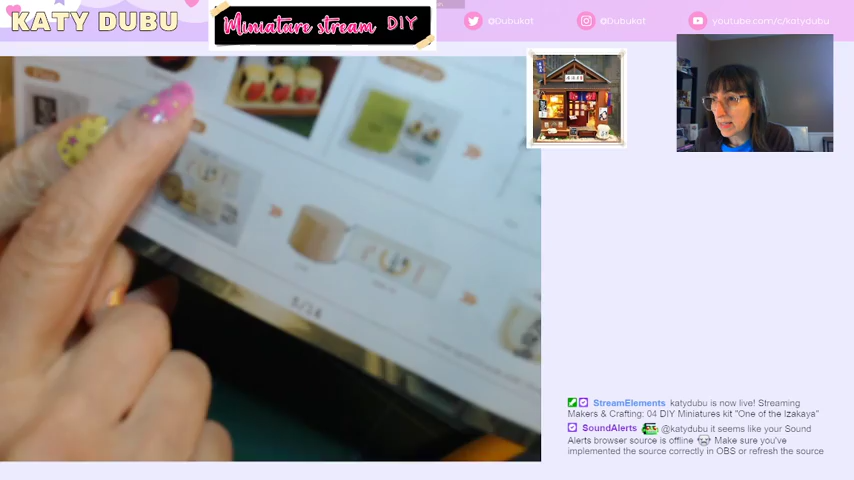 KATY DUBU
Miniature stream DIY
@Dubukat
@Dubukat
youtube.com/c/katydubu
StreamElements katydubu is now live! Streaming
Makers & Crafting: 04 DIY Miniatures kit "One of the Izakaya"
SoundAlerts @katydubu it seems like your Sound
Alerts browser source is offline Make sure you've
implemented the source correctly in OBS or refresh the source